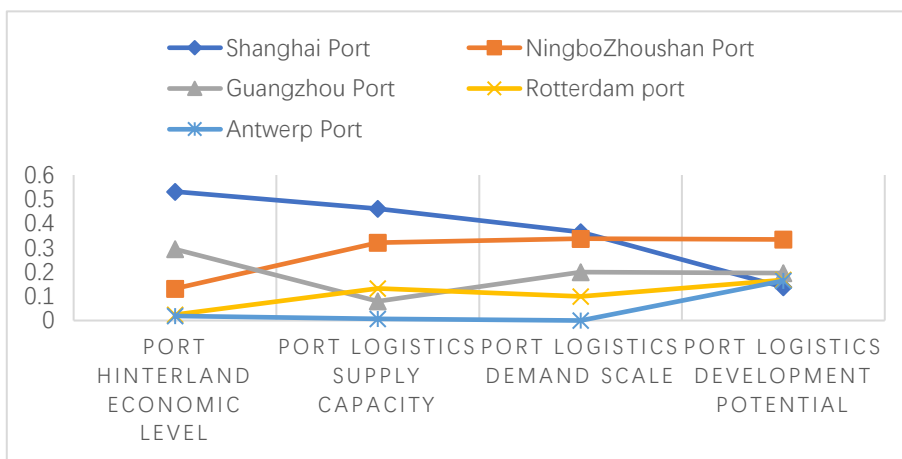 Shanghai Port
NingboZhoushan Port
Guangzhou Port
Rotterdam port
Antwerp Port
0.6
0.5
0.4
0.3
0.2
0.1
0
PORT
HINTERLAND
ECONOMIC
LEVEL
PORT LOGISTICS
SUPPLY
CAPACITY
PORT LOGISTICS
DEMAND SCALE
PORT LOGISTICS
DEVELOPMENT
POTENTIAL